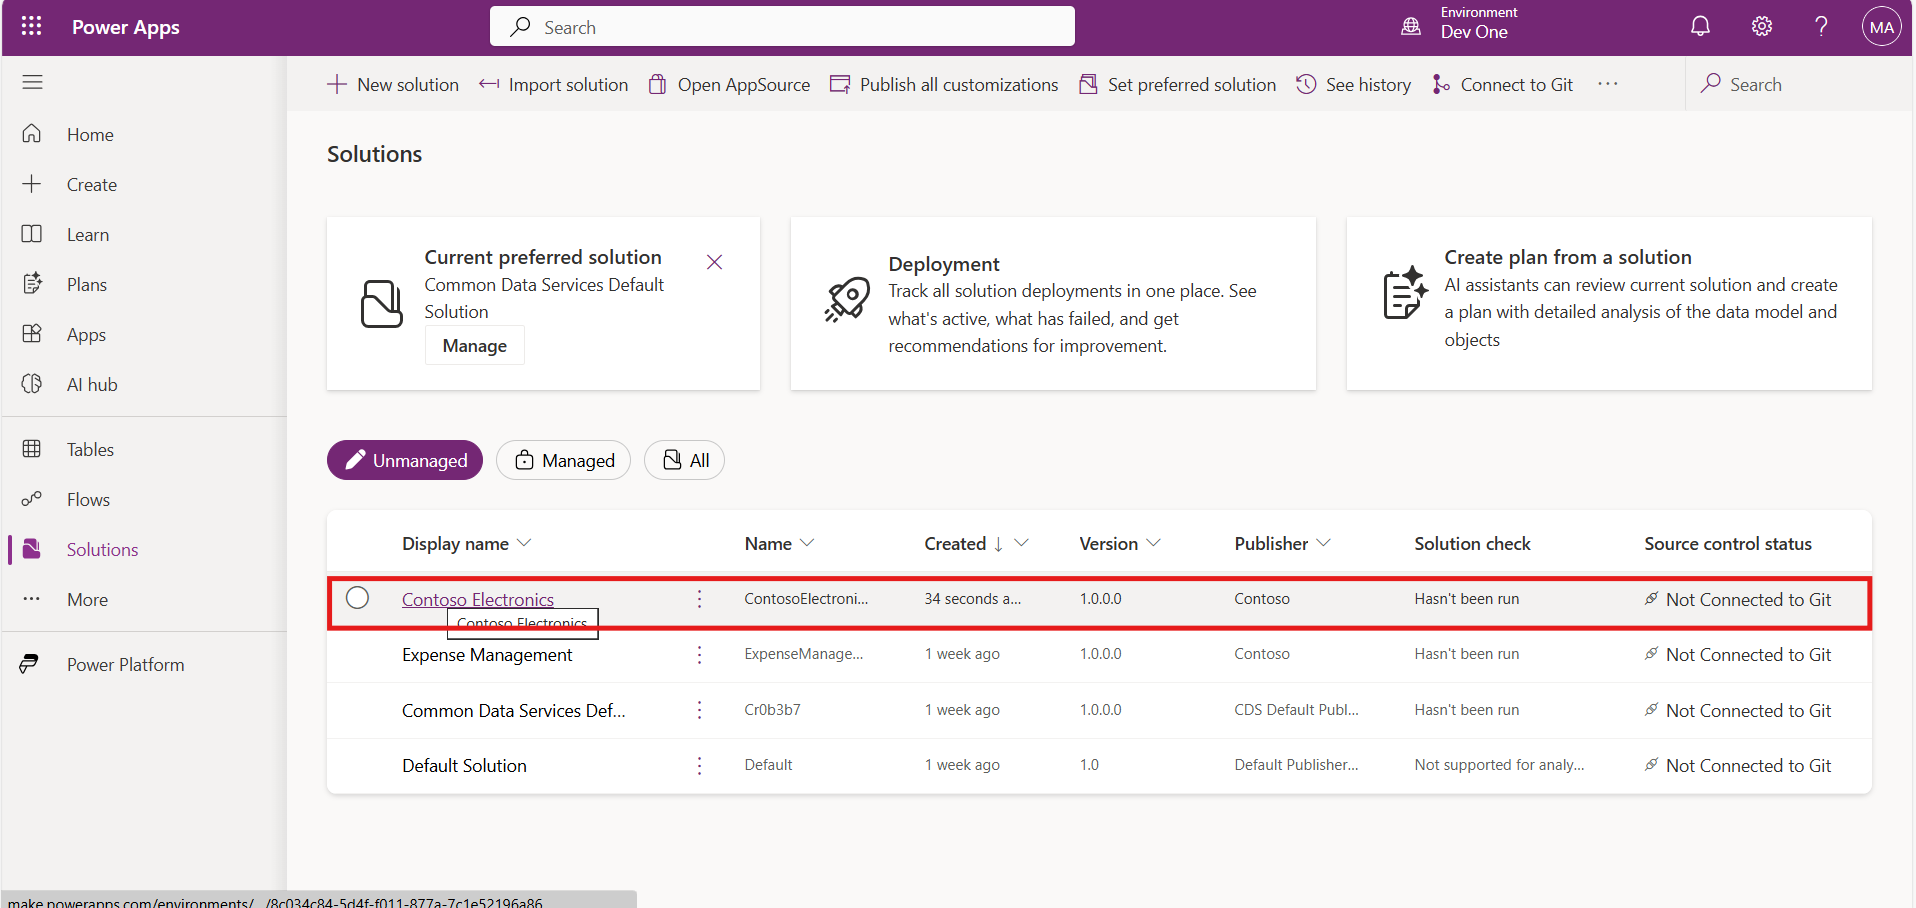 Power Apps
Search
Environment
Dev One
?
MA
New solution
Import solution
Open AppSource
Publish all customizations
Set preferred solution
See history
Connect to Git
Search
Home
Create
Learn
Plans
Apps
AI hub
Tables
Flows
Solutions
More
Power Platform
Solutions
Current preferred solution
Common Data Services Default
Solution
Manage
Deployment
Track all solution deployments in one place. See
what's active, what has failed, and get
recommendations for improvement.
Create plan from a solution
AI assistants can review current solution and create
a plan with detailed analysis of the data model and
objects
Unmanaged
Managed
All
Display name Name Created Version Publisher Solution check Source control status
Contoso Electronics ContosoElectroni... 34 seconds a... 1.0.0.0 Contoso Hasn't been run Not Connected to Git
Contoso Electronics
Expense Management ExpenseManage... 1 week ago 1.0.0.0 Contoso Hasn't been run Not Connected to Git
Common Data Services Def... Cr0b3b7 1 week ago 1.0.0.0 CDS Default Publ... Hasn't been run Not Connected to Git
Default Solution Default 1 week ago 1.0 Default Publisher... Not supported for analy... Not Connected to Git
make.powerapps.com/environments/.../8c034c84-5d4f-f011-877a-7c1e52196a86